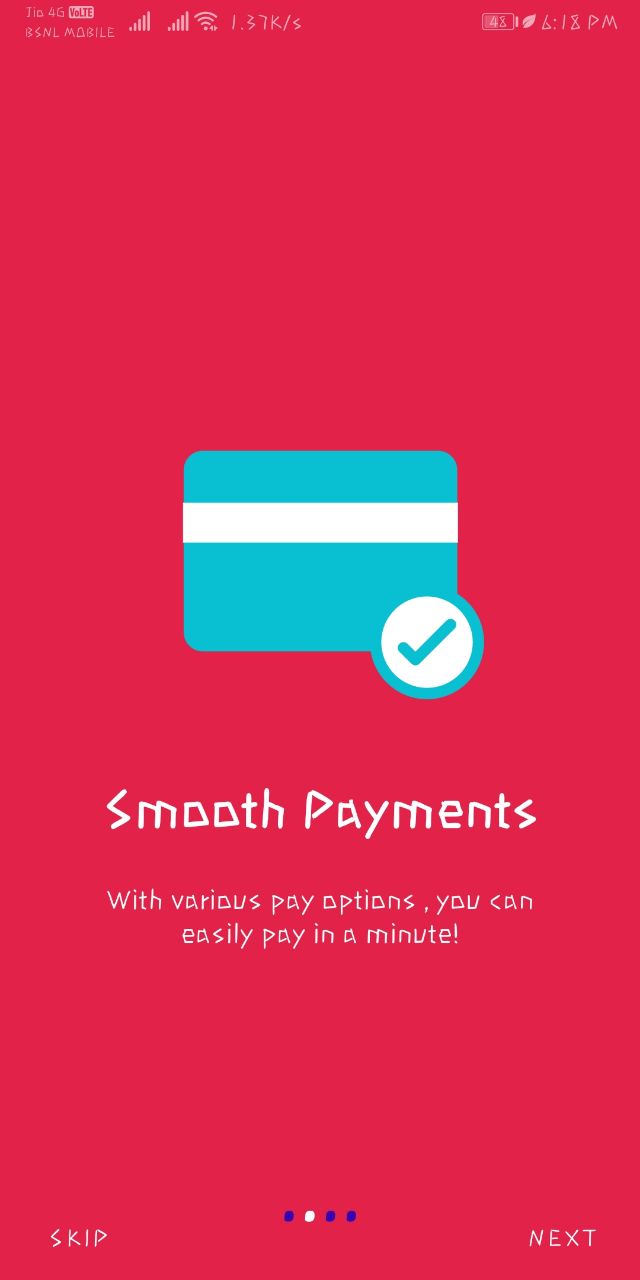 Jio 4G VoLTE
BSNL MOBILE
1.37K/s
48
6:18 PM
Smooth Payments
With various pay options , you can
easily pay in a minute!
SKIP
NEXT